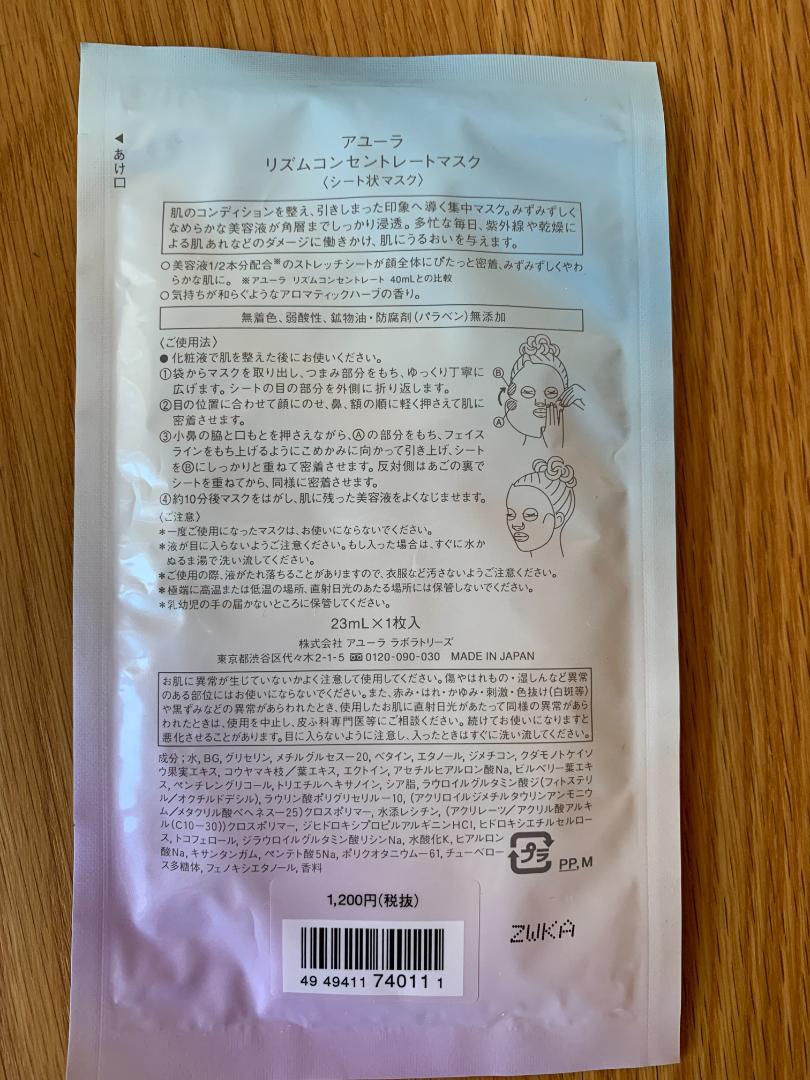 ◀あけ口
アユーラ
リズムコンセントレートマスク
〈シート状マスク〉
肌のコンディションを整え、引きしまった印象へ導く集中マスク。みずみずしく
なめらかな美容液が角層までしっかり浸透。多忙な毎日、紫外線や乾燥に
よる肌あれなどのダメージに働きかけ、肌にうるおいを与えます。
○美容液1/2本分配合※のストレッチシートが顔全体にぴたっと密着、みずみずしくやわ
らかな肌に。 ※アユーラ リズムコンセントレート 40mLとの比較
○気持ちが和らぐようなアロマティックハーブの香り。
無着色、弱酸性、鉱物油・防腐剤(パラベン)無添加
〈ご使用法〉
●化粧液で肌を整えた後にお使いください。
①袋からマスクを取り出し、つまみ部分をもち、ゆっくり丁寧に
広げます。シートの目の部分を外側に折り返します。
②目の位置に合わせて顔にのせ、鼻、額の順に軽く押さえて肌に
密着させます。
③小鼻の脇と口もとを押さえながら、Ⓐの部分をもち、フェイス
ラインをもち上げるようにこめかみに向かって引き上げ、シート
をⒷにしっかりと重ねて密着させます。反対側はあごの裏で
シートを重ねてから、同様に密着させます。
④約10分後マスクをはがし、肌に残った美容液をよくなじませます。
Ⓑ
Ⓐ
〈ご注意〉
＊一度ご使用になったマスクは、お使いにならないでください。
＊液が目に入らないようご注意ください。もし入った場合は、すぐに水か
ぬるま湯で洗い流してください。
＊ご使用の際、液がたれ落ちることがありますので、衣服など汚さないようご注意ください。
＊極端に高温または低温の場所、直射日光のあたる場所には保管しないでください。
＊乳幼児の手の届かないところに保管してください。
23mL×1枚入
株式会社 アユーラ ラボラトリーズ
東京都渋谷区代々木2-1-5 0120-090-030 MADE IN JAPAN
お肌に異常が生じていないかよく注意して使用してください。傷やはれもの・湿しんなど異常
のある部位にはお使いにならないでください。また、赤み・はれ・かゆみ・刺激・色抜け(白斑等)
や黒ずみなどの異常があらわれたとき、使用したお肌に直射日光があたって同様の異常があら
われたときは、使用を中止し、皮ふ科専門医等にご相談ください。続けてお使いになりますと
悪化させることがあります。目に入らないように注意し、入ったときはすぐに洗い流してください。
成分；水, BG, グリセリン, メチルグルセス－20, ベタイン, エタノール, ジメチコン, クダモノトケイソ
ウ果実エキス, コウヤマキ枝／葉エキス, エクトイン, アセチルヒアルロン酸Na, ビルベリー葉エキ
ス, ペンチレングリコール, トリエチルヘキサノイン, シア脂, ラウロイルグルタミン酸ジ(フィトステリ
ル／オクチルドデシル), ラウリン酸ポリグリセリル－10, (アクリロイルジメチルタウリンアンモニウ
ム／メタクリル酸ベヘネス－25)クロスポリマー, 水添レシチン, (アクリレーツ／アクリル酸アルキ
ル(C10－30))クロスポリマー, ジヒドロキシプロピルアルギニンHCl, ヒドロキシエチルセルロー
ス, トコフェロール, ジラウロイルグルタミン酸リシンNa, 水酸化K, ヒアルロン
酸Na, キサンタンガム, ペンテト酸5Na, ポリクオタニウム－61, チューベロー
ス多糖体, フェノキシエタノール, 香料
プラ
PP, M
1,200円(税抜)
49 49411 74011 1
ZWKA